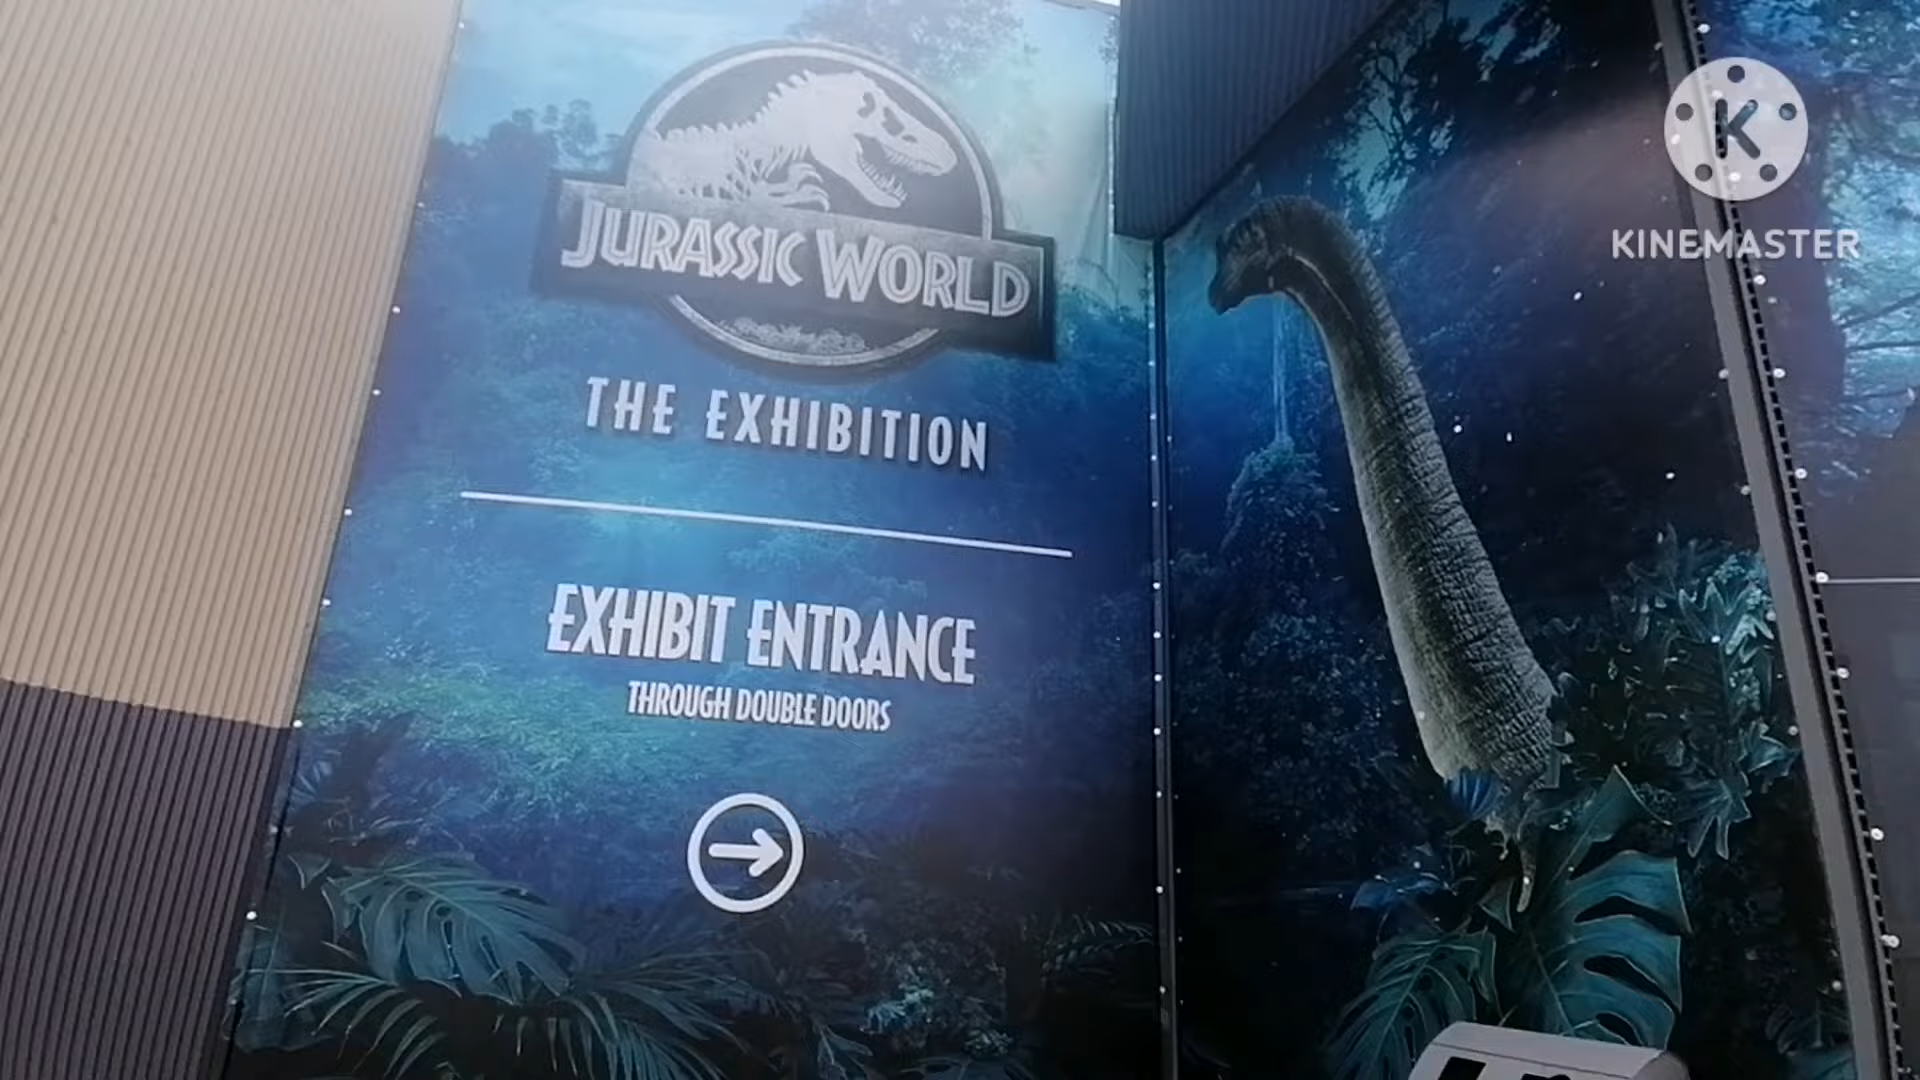 JURASSIC WORLD
THE EXHIBITION
EXHIBIT ENTRANCE
THROUGH DOUBLE DOORS
K
KINEMASTER